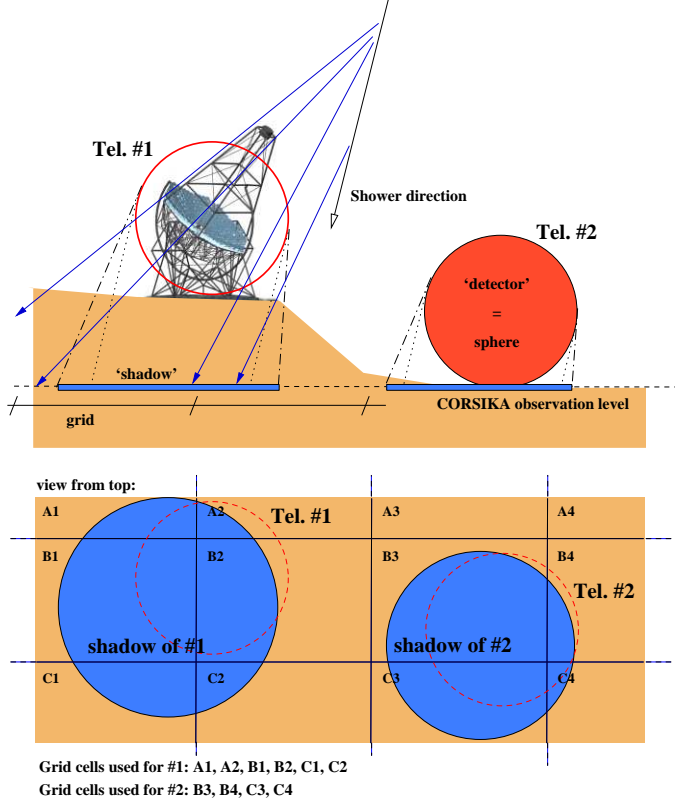 Tel. #1
Shower direction
Tel. #2
‘detector’
=
sphere
‘shadow’
CORSIKA observation level
grid
view from top:
A1
A2
Tel. #1
A3
A4
B1
B2
B3
B4
Tel. #2
shadow of #1
shadow of #2
C1
C2
C3
C4
Grid cells used for #1: A1, A2, B1, B2, C1, C2
Grid cells used for #2: B3, B4, C3, C4